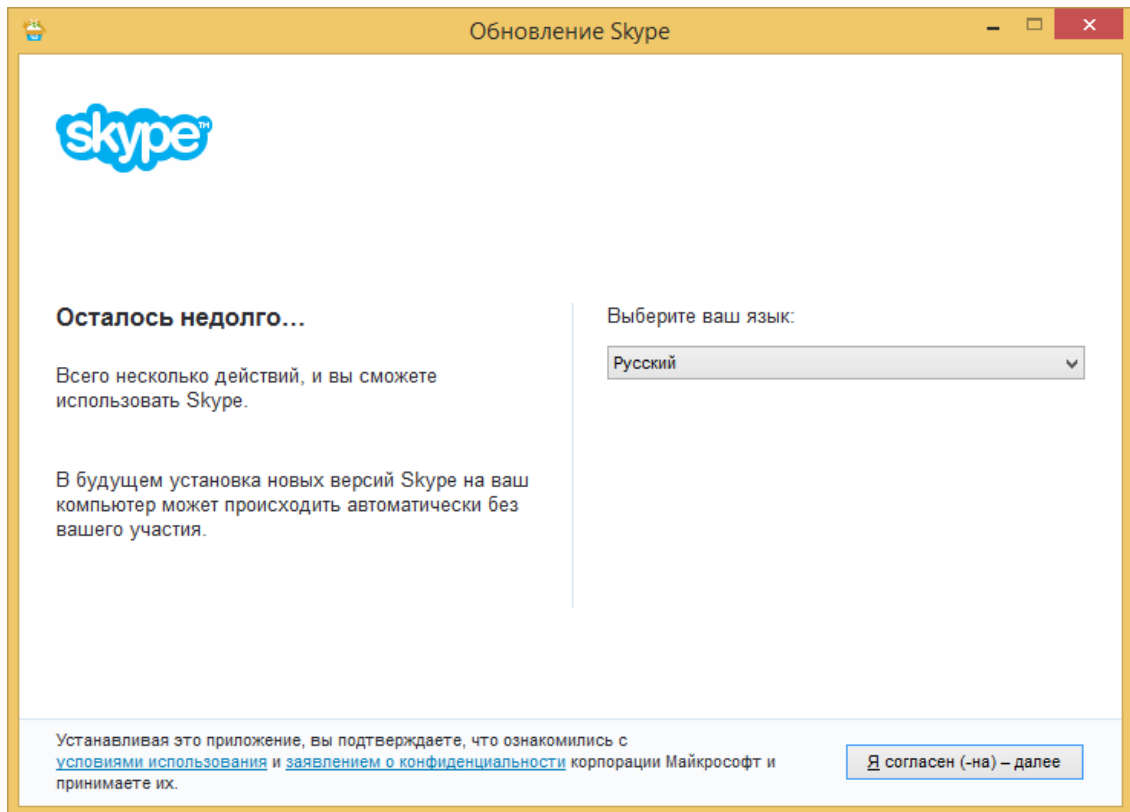 Обновление Skype
skype™
Осталось недолго...
Всего несколько действий, и вы сможете
использовать Skype.
В будущем установка новых версий Skype на ваш
компьютер может происходить автоматически без
вашего участия.
Выберите ваш язык:
Русский
Устанавливая это приложение, вы подтверждаете, что ознакомились с
условиями использования и заявлением о конфиденциальности корпорации Майкрософт и
принимаете их.
Я согласен (-на) – далее